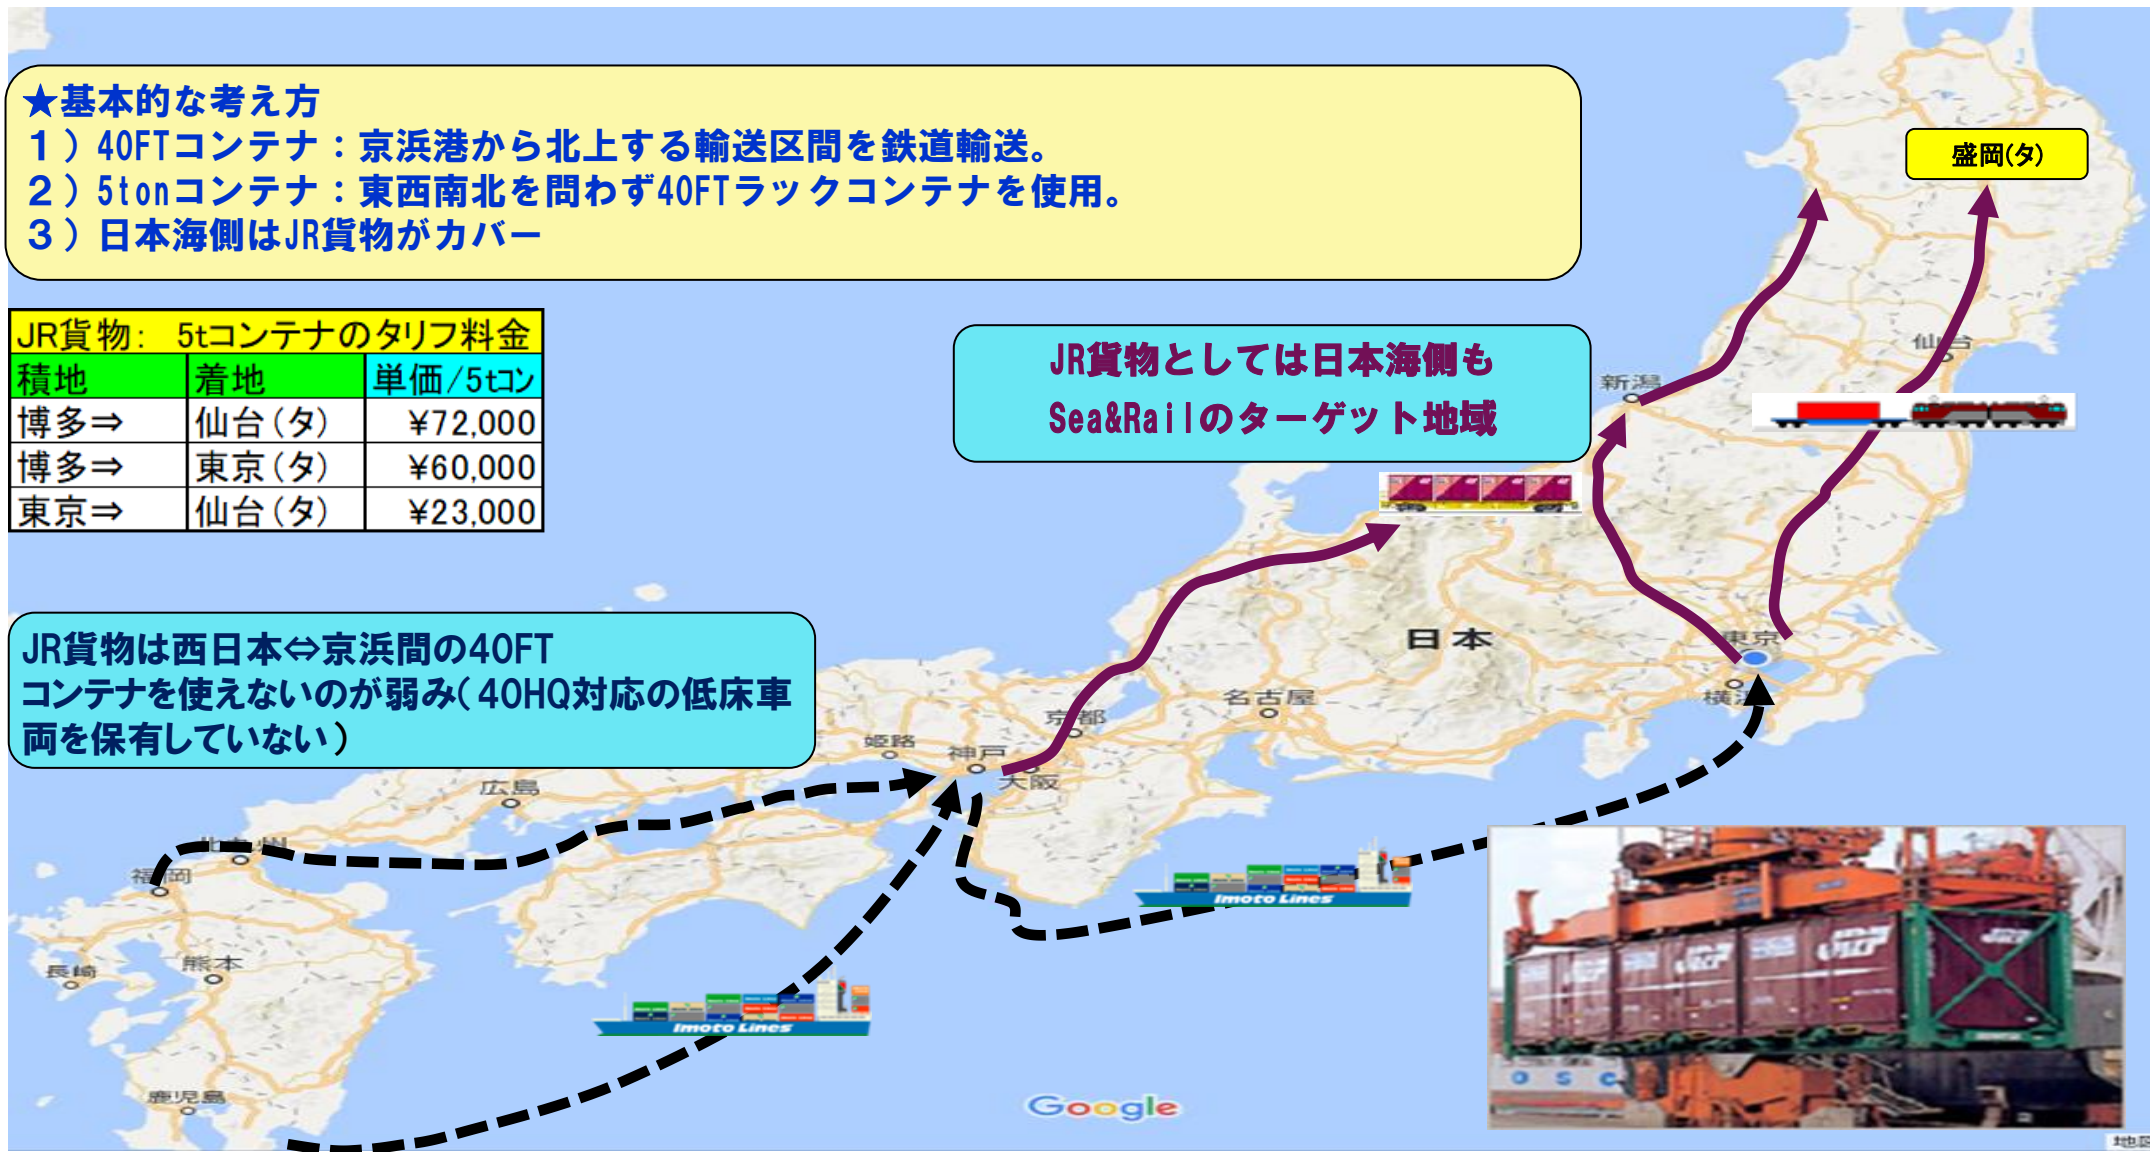 ★基本的な考え方
１）40FTコンテナ：京浜港から北上する輸送区間を鉄道輸送。
２）5tonコンテナ：東西南北を問わず40FTラックコンテナを使用。
３）日本海側はJR貨物がカバー
盛岡(タ)
JR貨物： 5tコンテナのタリフ料金
積地 着地 単価/5tコン
博多⇒ 仙台(タ) ¥72,000
博多⇒ 東京(タ) ¥60,000
東京⇒ 仙台(タ) ¥23,000
JR貨物としては日本海側も
Sea&Railのターゲット地域
仙台
新潟
JR貨物は西日本⇔京浜間の40FT
コンテナを使えないのが弱み(40HQ対応の低床車
両を保有していない)
日本
東京
名古屋
京都
姫路
神戸
大阪
広島
北九州
福岡
長崎
熊本
鹿児島
Imoto Lines
Imoto Lines
Google